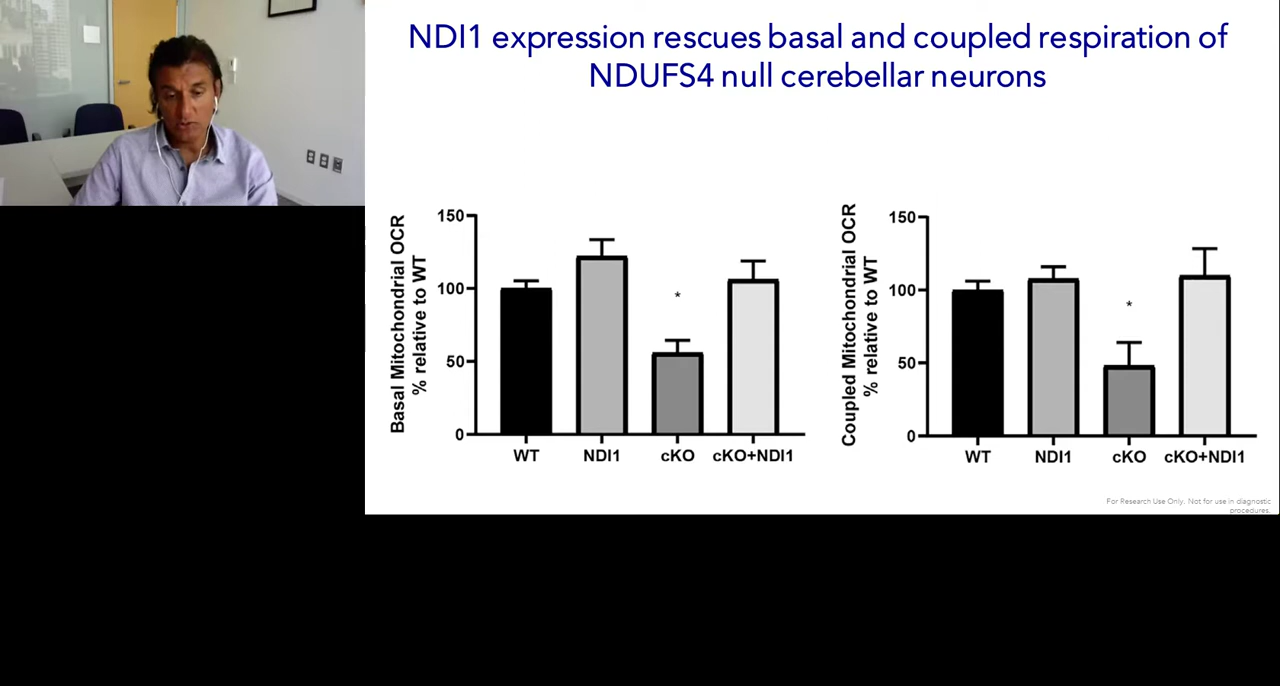 NDI1 expression rescues basal and coupled respiration of
NDUFS4 null cerebellar neurons
Basal Mitochondrial OCR
% relative to WT
150
100
50
0
*
WT NDI1 cKO cKO+NDI1
Coupled Mitochondrial OCR
% relative to WT
150
100
50
0
*
WT NDI1 cKO cKO+NDI1
For Research Use Only. Not for use in diagnostic
procedures.